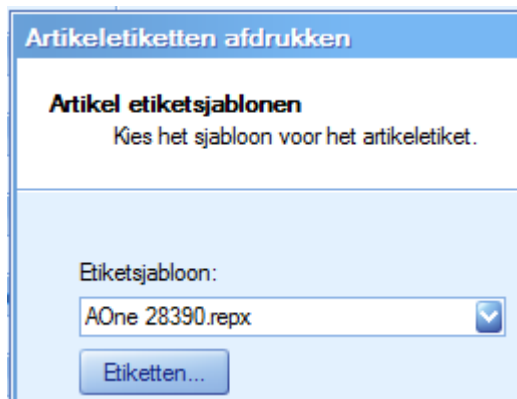 Artikeletiketten afdrukken
Artikel etiketsjablonen
Kies het sjabloon voor het artikeletiket.
Etiketsjabloon:
AOne 28390.repx
Etiketten...